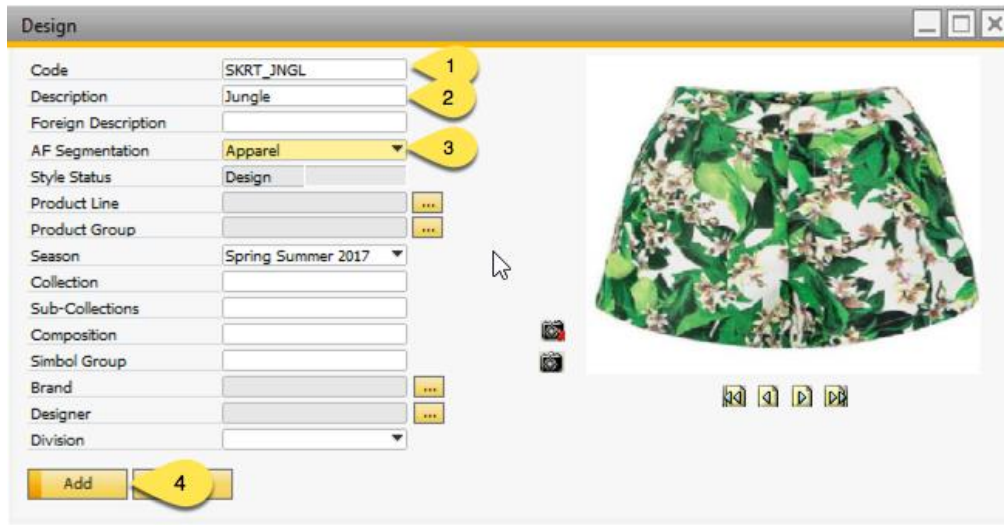 Design
Code SKRT_JNGL 1
Description Jungle 2
Foreign Description
AF Segmentation Apparel 3
Style Status Design
Product Line ...
Product Group ...
Season Spring Summer 2017
Collection
Sub-Collections
Composition
Simbol Group
Brand ...
Designer ...
Division
Add 4